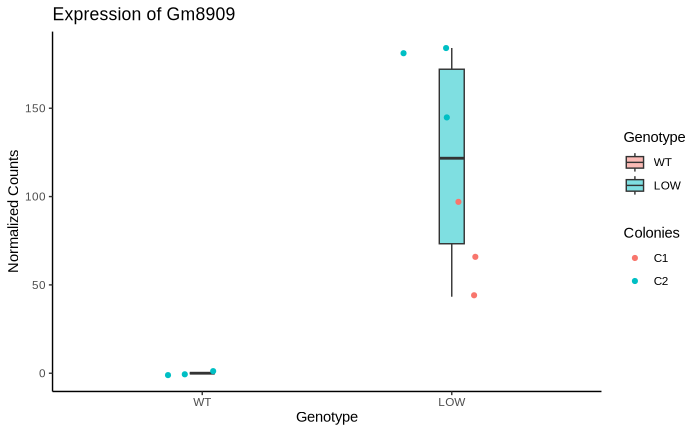 Expression of Gm8909
Normalized Counts
150
100
50
0
WT
LOW
Genotype
Genotype
WT
LOW
Colonies
C1
C2